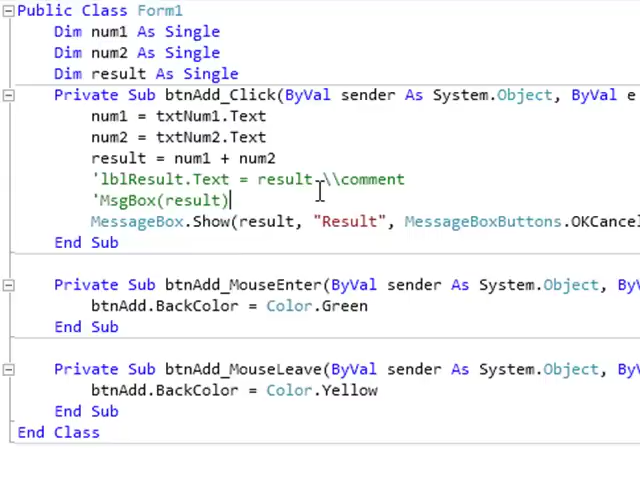 Public Class Form1
Dim num1 As Single
Dim num2 As Single
Dim result As Single
Private Sub btnAdd_Click(ByVal sender As System.Object, ByVal e
num1 = txtNum1.Text
num2 = txtNum2.Text
result = num1 + num2
'lblResult.Text = result \\comment
'MsgBox(result)
MessageBox.Show(result, "Result", MessageBoxButtons.OKCancel
End Sub
Private Sub btnAdd_MouseEnter(ByVal sender As System.Object, ByV
btnAdd.BackColor = Color.Green
End Sub
Private Sub btnAdd_MouseLeave(ByVal sender As System.Object, ByV
btnAdd.BackColor = Color.Yellow
End Sub
End Class